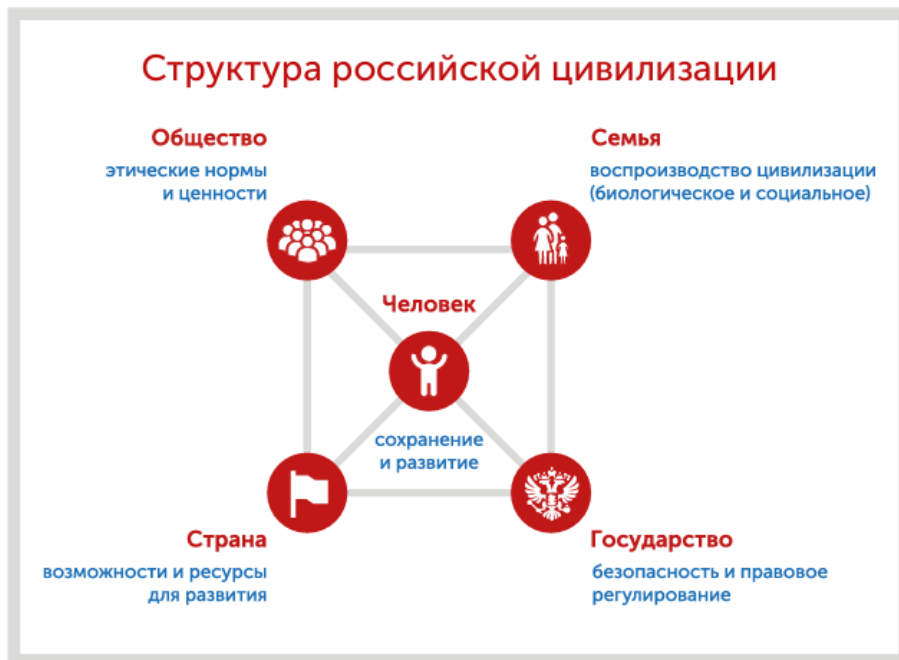 Структура российской цивилизации
Общество
этические нормы
и ценности
Семья
воспроизводство цивилизации
(биологическое и социальное)
Человек
сохранение
и развитие
Страна
возможности и ресурсы
для развития
Государство
безопасность и правовое
регулирование